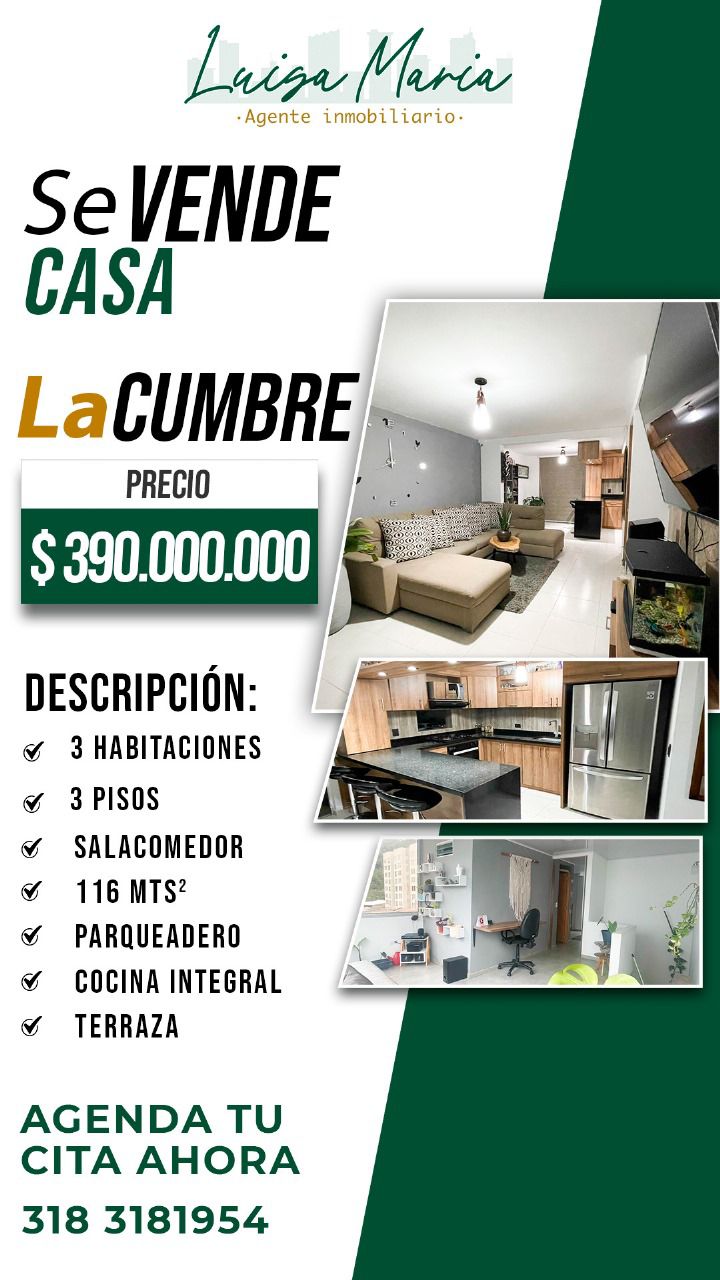 Luisa Maria
·Agente inmobiliario·
Se VENDE
CASA
La CUMBRE
PRECIO
$ 390.000.000
DESCRIPCIÓN:
3 HABITACIONES
3 PISOS
SALACOMEDOR
116 MTS²
PARQUEADERO
COCINA INTEGRAL
TERRAZA
AGENDA TU
CITA AHORA
318 3181954